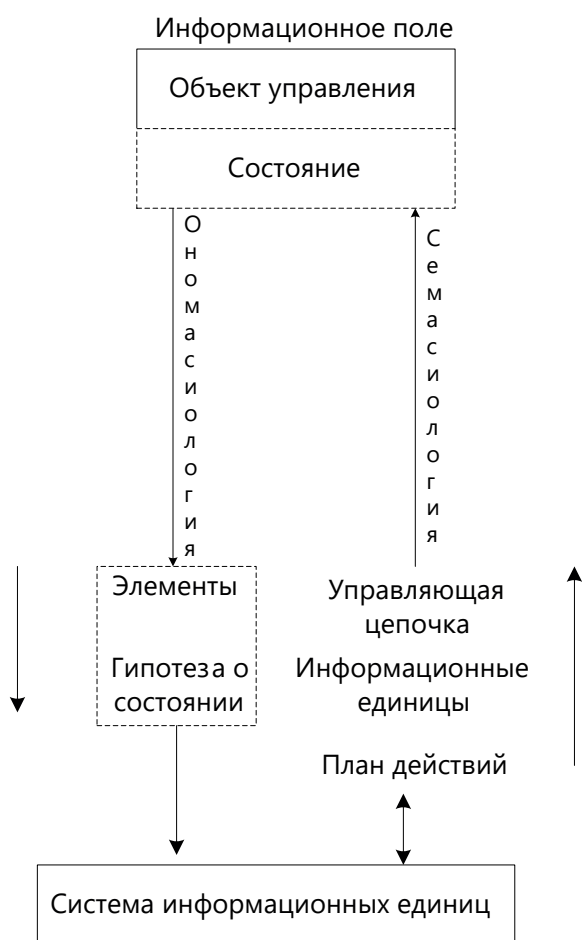 Информационное поле
Объект управления
Состояние
Ономасиология
Семасиология
Элементы
Гипотеза о
состоянии
Управляющая
цепочка
Информационные
единицы
План действий
Система информационных единиц